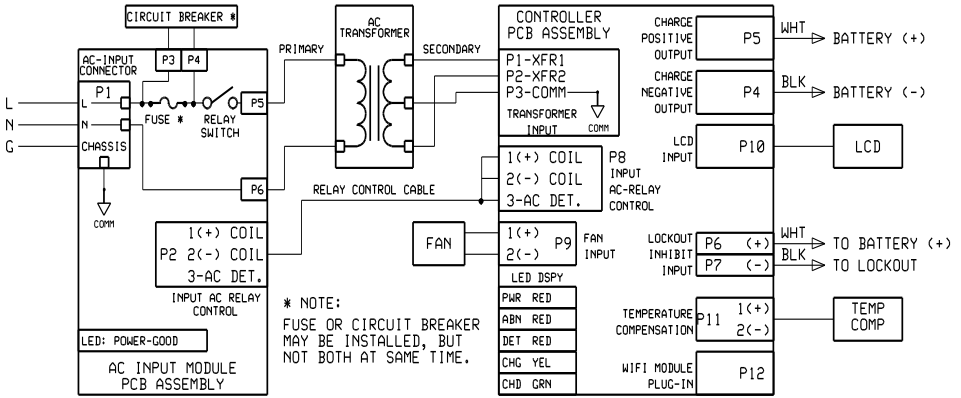 CIRCUIT BREAKER *
P3 P4
AC-INPUT
CONNECTOR
P1
L
L
N
N
G
CHASSIS
COMM
FUSE *
RELAY
SWITCH
P5
P6
PRIMARY
AC
TRANSFORMER
SECONDARY
1(+) COIL
P2 2(-) COIL
3-AC DET.
INPUT AC RELAY
CONTROL
LED: POWER-GOOD
AC INPUT MODULE
PCB ASSEMBLY
RELAY CONTROL CABLE
* NOTE:
FUSE OR CIRCUIT BREAKER
MAY BE INSTALLED, BUT
NOT BOTH AT SAME TIME.
FAN
CONTROLLER
PCB ASSEMBLY
P1-XFR1
P2-XFR2
P3-COMM
TRANSFORMER
INPUT
COMM
1(+) COIL
2(-) COIL
3-AC DET.
P8
INPUT
AC-RELAY
CONTROL
1(+)
2(-)
P9
FAN
INPUT
LED DSPY
PWR RED
ABN RED
DET RED
CHG YEL
CHD GRN
CHARGE
POSITIVE
OUTPUT
P5
WHT
BATTERY (+)
CHARGE
NEGATIVE
OUTPUT
P4
BLK
BATTERY (-)
LCD
INPUT
P10
LCD
LOCKOUT
INHIBIT
INPUT
P6 (+)
P7 (-)
WHT
TO BATTERY (+)
BLK
TO LOCKOUT
TEMPERATURE
COMPENSATION
P11
1(+)
2(-)
TEMP
COMP
WIFI MODULE
PLUG-IN
P12